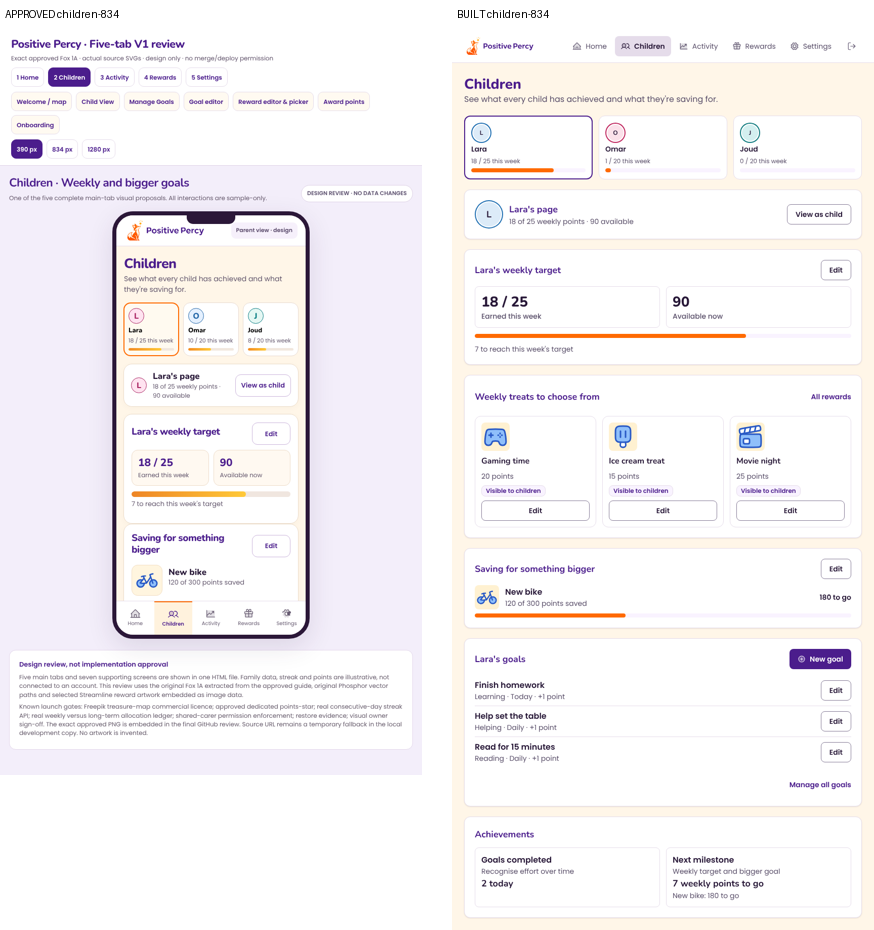 APPROVED children-834
Positive Percy · Five-tab V1 review
Exact approved Fox 1A · actual source SVGs · design only · no merge/deploy permission
1 Home
2 Children
3 Activity
4 Rewards
5 Settings
Welcome / map
Child View
Manage Goals
Goal editor
Reward editor & picker
Award points
Onboarding
390 px
834 px
1280 px
Children · Weekly and bigger goals
One of the five complete main-tab visual proposals. All interactions are sample-only.
DESIGN REVIEW · NO DATA CHANGES
Positive Percy
Parent view · design
Children
See what every child has achieved and what
they're saving for.
L
Lara
18 / 25 this week
O
Omar
10 / 20 this week
J
Joud
8 / 20 this week
L
Lara's page
18 of 25 weekly points ·
90 available
View as child
Lara's weekly target
Edit
18 / 25
Earned this week
90
Available now
7 to reach this week's target
Saving for something
bigger
Edit
New bike
120 of 300 points saved
Home
Children
Activity
Rewards
Settings
Design review, not implementation approval
Five main tabs and seven supporting screens are shown in one HTML file. Family data, streak and points are illustrative, not
connected to an account. This review uses the original Fox 1A extracted from the approved guide, original Phosphor vector
paths and selected Streamline reward artwork embedded as image data.
Known launch gates: Freepik treasure-map commercial licence; approved dedicated points-star; real consecutive-day streak
API; real weekly versus long-term allocation ledger; shared-carer permission enforcement; restore evidence; visual owner
sign-off. The exact approved PNG is embedded in the final GitHub review. Source URL remains a temporary fallback in the local
development copy. No artwork is invented.
BUILT children-834
Positive Percy
Home
Children
Activity
Rewards
Settings
Children
See what every child has achieved and what they're saving for.
L
Lara
18 / 25 this week
O
Omar
1 / 20 this week
J
Joud
0 / 20 this week
L
Lara's page
18 of 25 weekly points · 90 available
View as child
Lara's weekly target
Edit
18 / 25
Earned this week
90
Available now
7 to reach this week's target
Weekly treats to choose from
All rewards
Gaming time
20 points
Visible to children
Edit
Ice cream treat
15 points
Visible to children
Edit
Movie night
25 points
Visible to children
Edit
Saving for something bigger
Edit
New bike
120 of 300 points saved
180 to go
Lara's goals
New goal
Finish homework
Learning · Today · +1 point
Edit
Help set the table
Helping · Daily · +1 point
Edit
Read for 15 minutes
Reading · Daily · +1 point
Edit
Manage all goals
Achievements
Goals completed
Recognise effort over time
2 today
Next milestone
Weekly target and bigger goal
7 weekly points to go
New bike: 180 to go